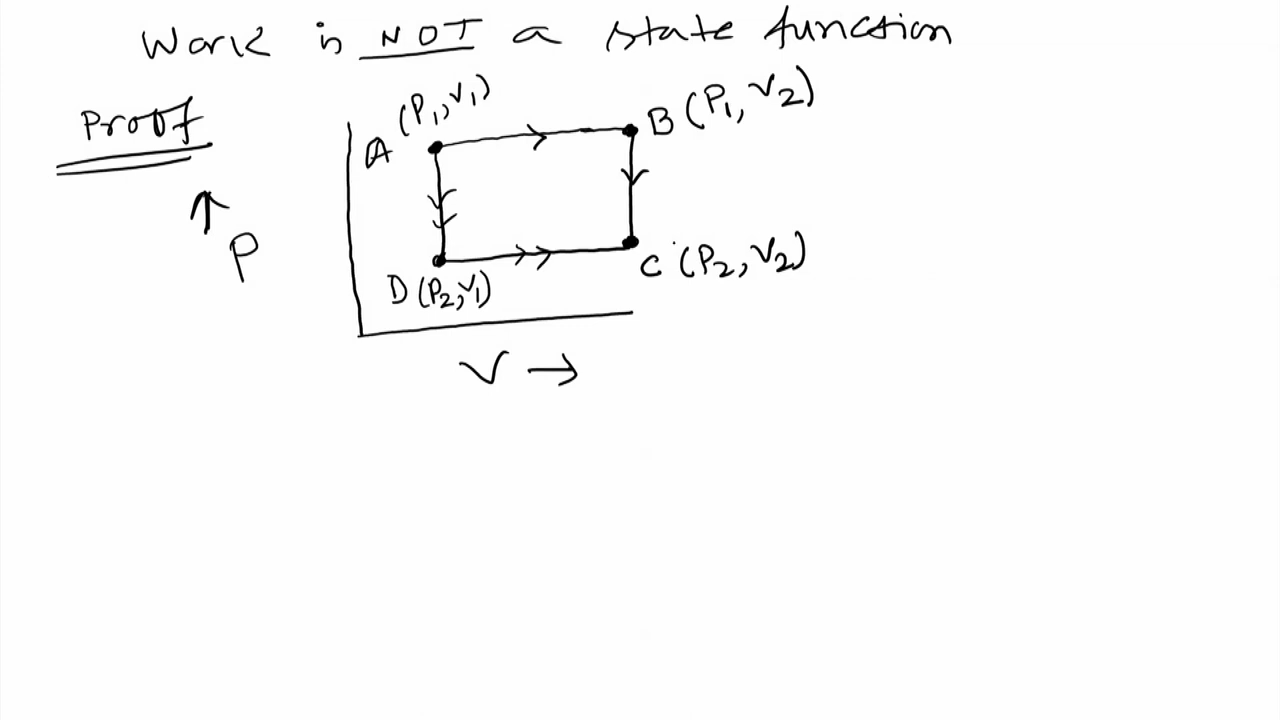 Work is NOT a state function
Proof
A (P1, V1)
B (P1, V2)
↑
P
D (P2, V1)
C (P2, V2)
V →